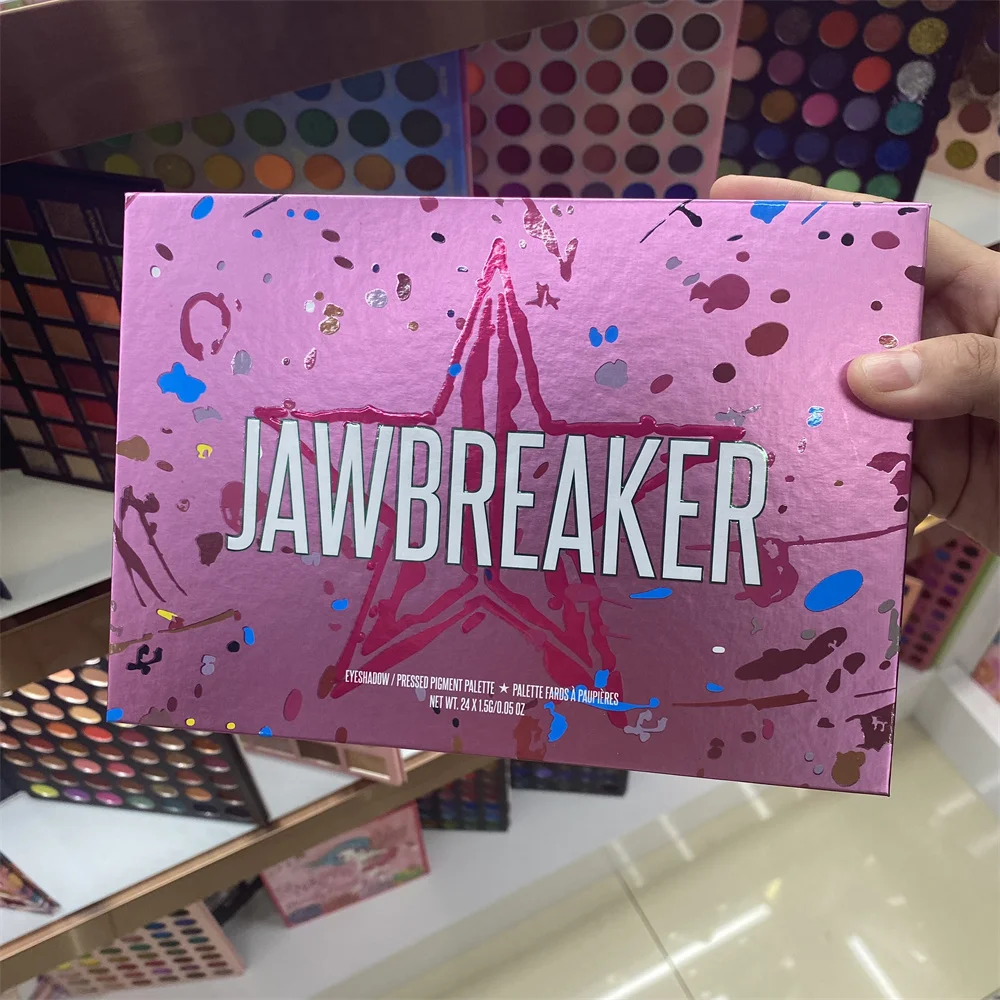 JAWBREAKER
EYESHADOW / PRESSED PIGMENT PALETTE ★ PALETTE FARDS À PAUPIÈRES
NET WT. 24 X 1.5G/0.05 OZ